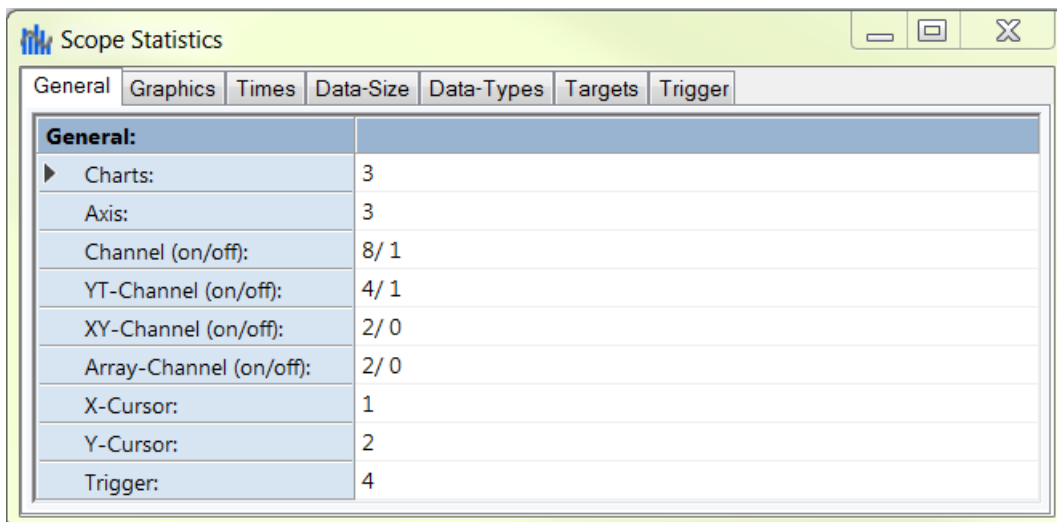 Scope Statistics
General Graphics Times Data-Size Data-Types Targets Trigger
General:
Charts: 3
Axis: 3
Channel (on/off): 8/ 1
YT-Channel (on/off): 4/ 1
XY-Channel (on/off): 2/ 0
Array-Channel (on/off): 2/ 0
X-Cursor: 1
Y-Cursor: 2
Trigger: 4